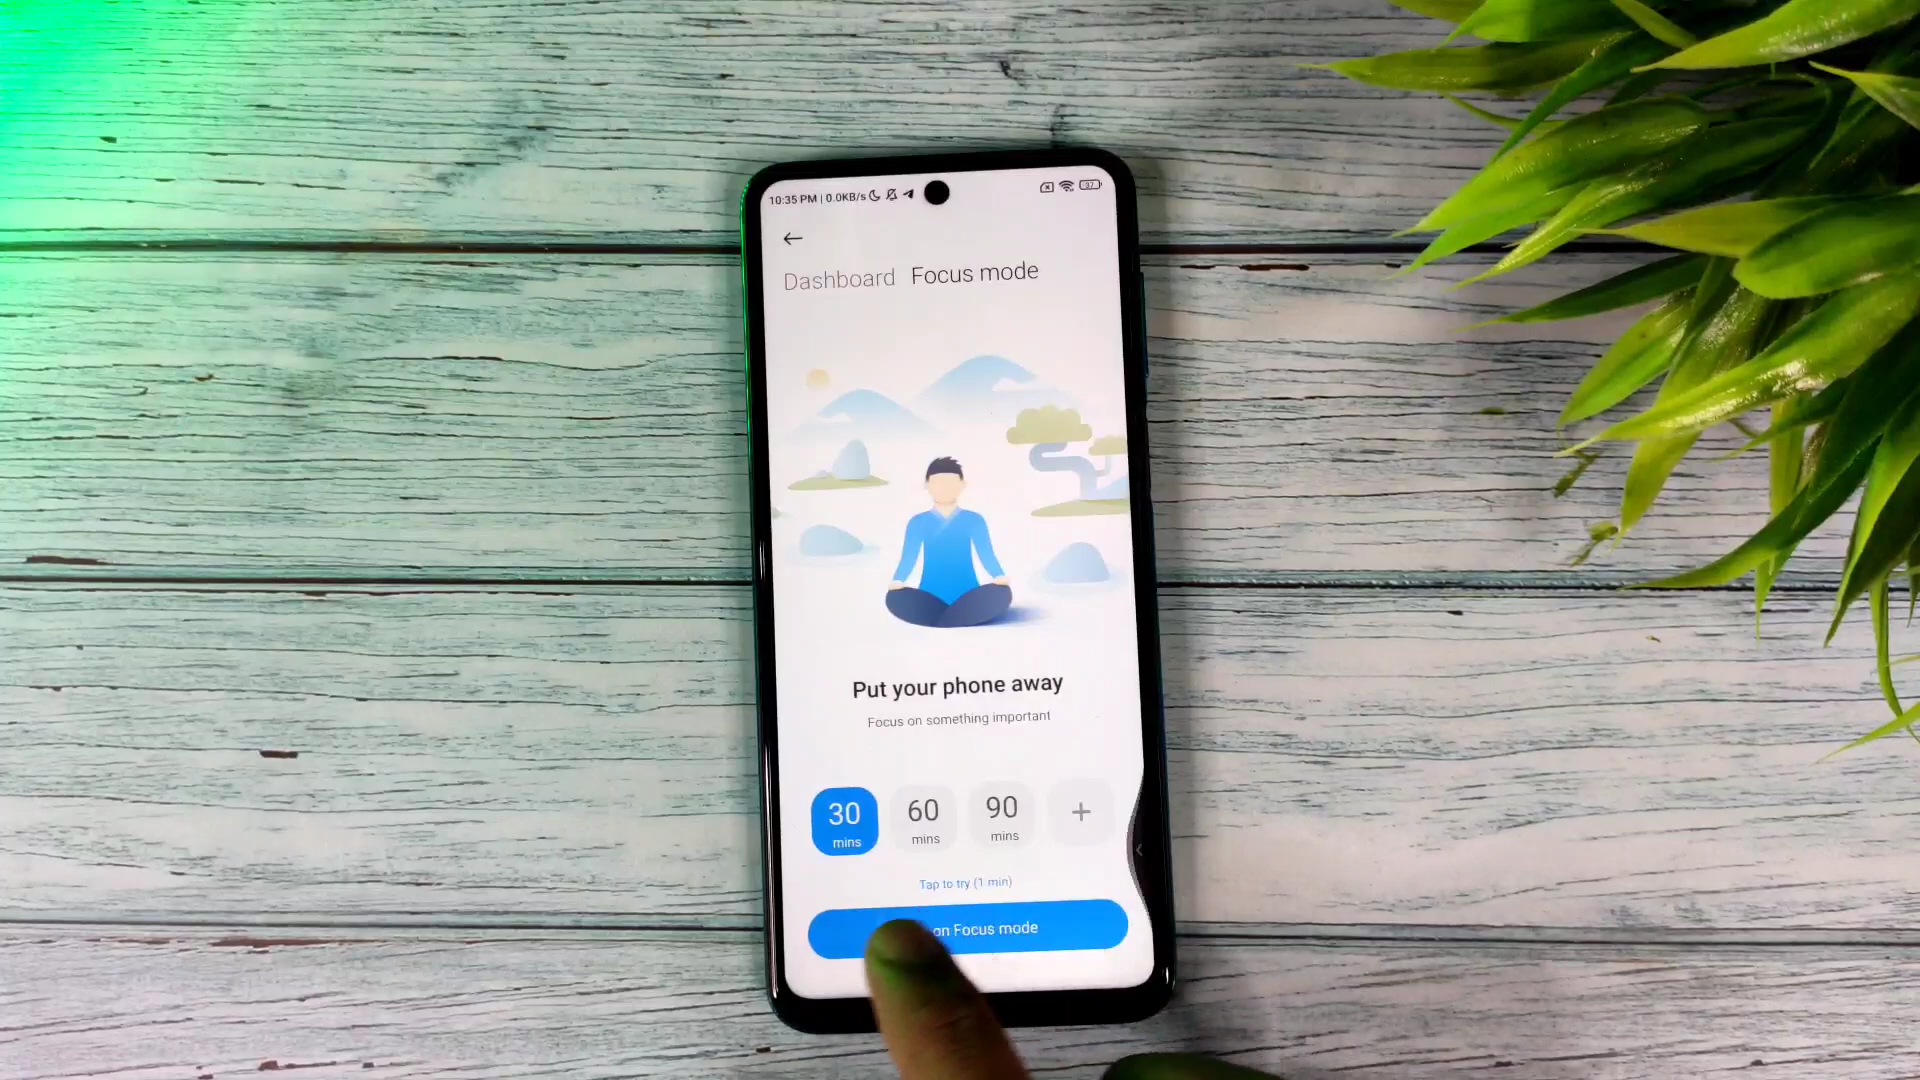 10:35 PM | 0.0KB/s
37
Dashboard Focus mode
Put your phone away
Focus on something important
30 mins
60 mins
90 mins
+
Tap to try (1 min)
on Focus mode